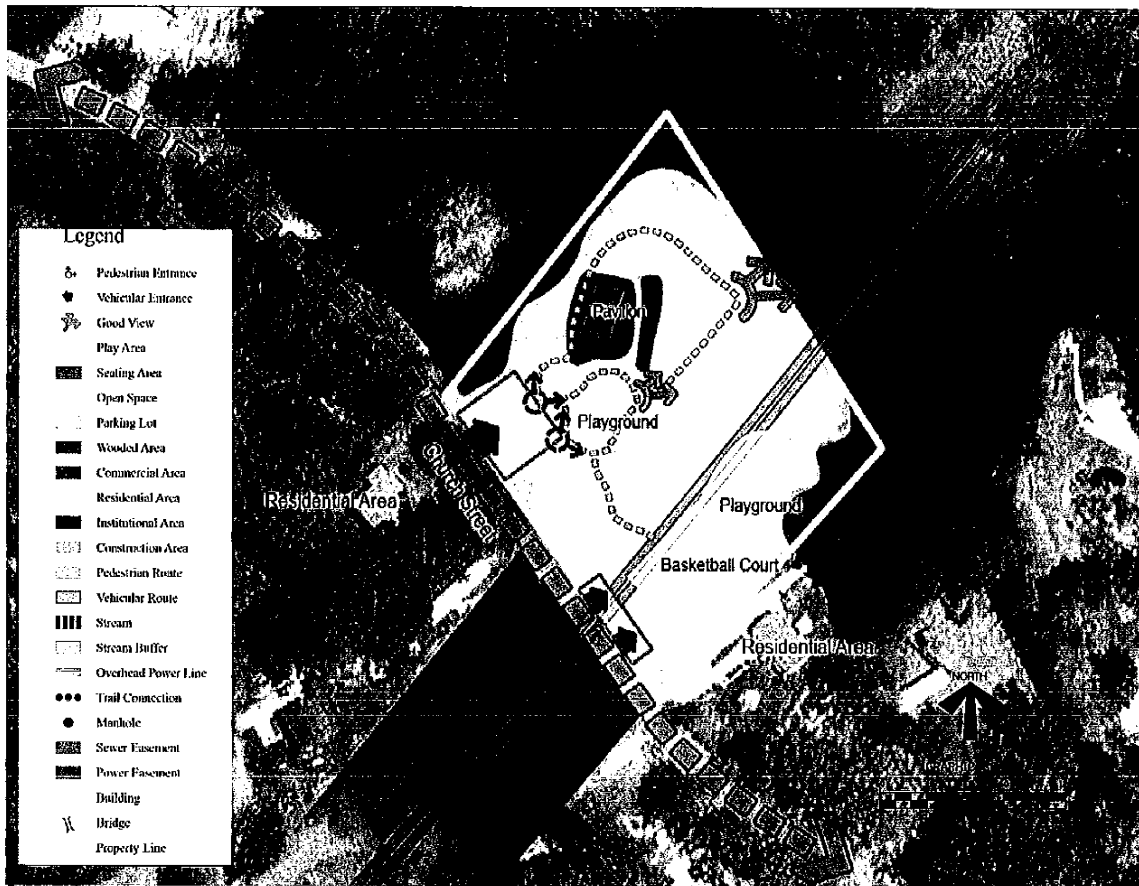 Legend
Pedestrian Entrance
Vehicular Entrance
Good View
Play Area
Seating Area
Open Space
Parking Lot
Wooded Area
Commercial Area
Residential Area
Institutional Area
Construction Area
Pedestrian Route
Vehicular Route
Stream
Stream Buffer
Overhead Power Line
Trail Connection
Manhole
Sewer Easement
Power Easement
Building
Bridge
Property Line
Pavilion
Playground
Church Street
Residential Area
Playground
Basketball Court
Residential Area
NORTH